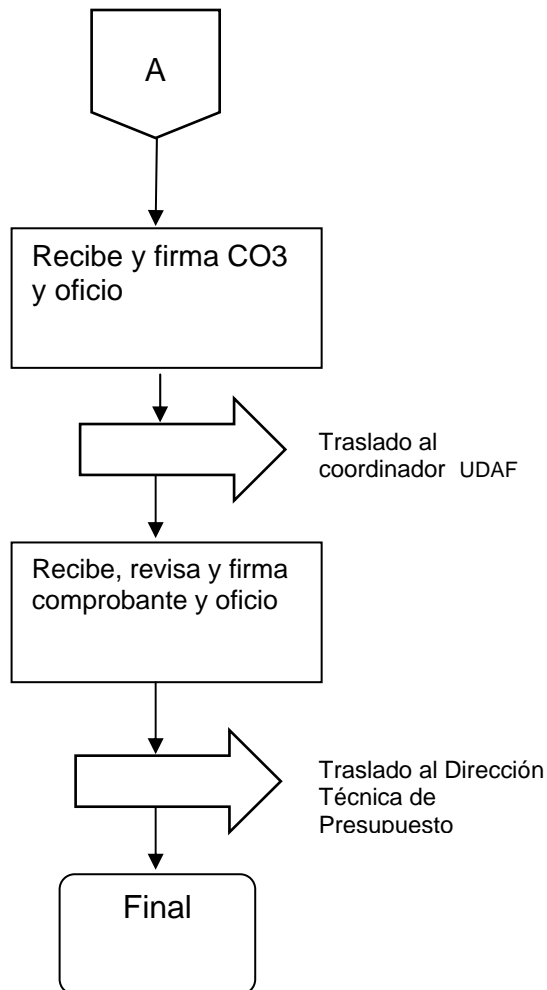 A
Recibe y firma CO3
y oficio
Traslado al
coordinador UDAF
Recibe, revisa y firma
comprobante y oficio
Traslado al Dirección
Técnica de
Presupuesto
Final